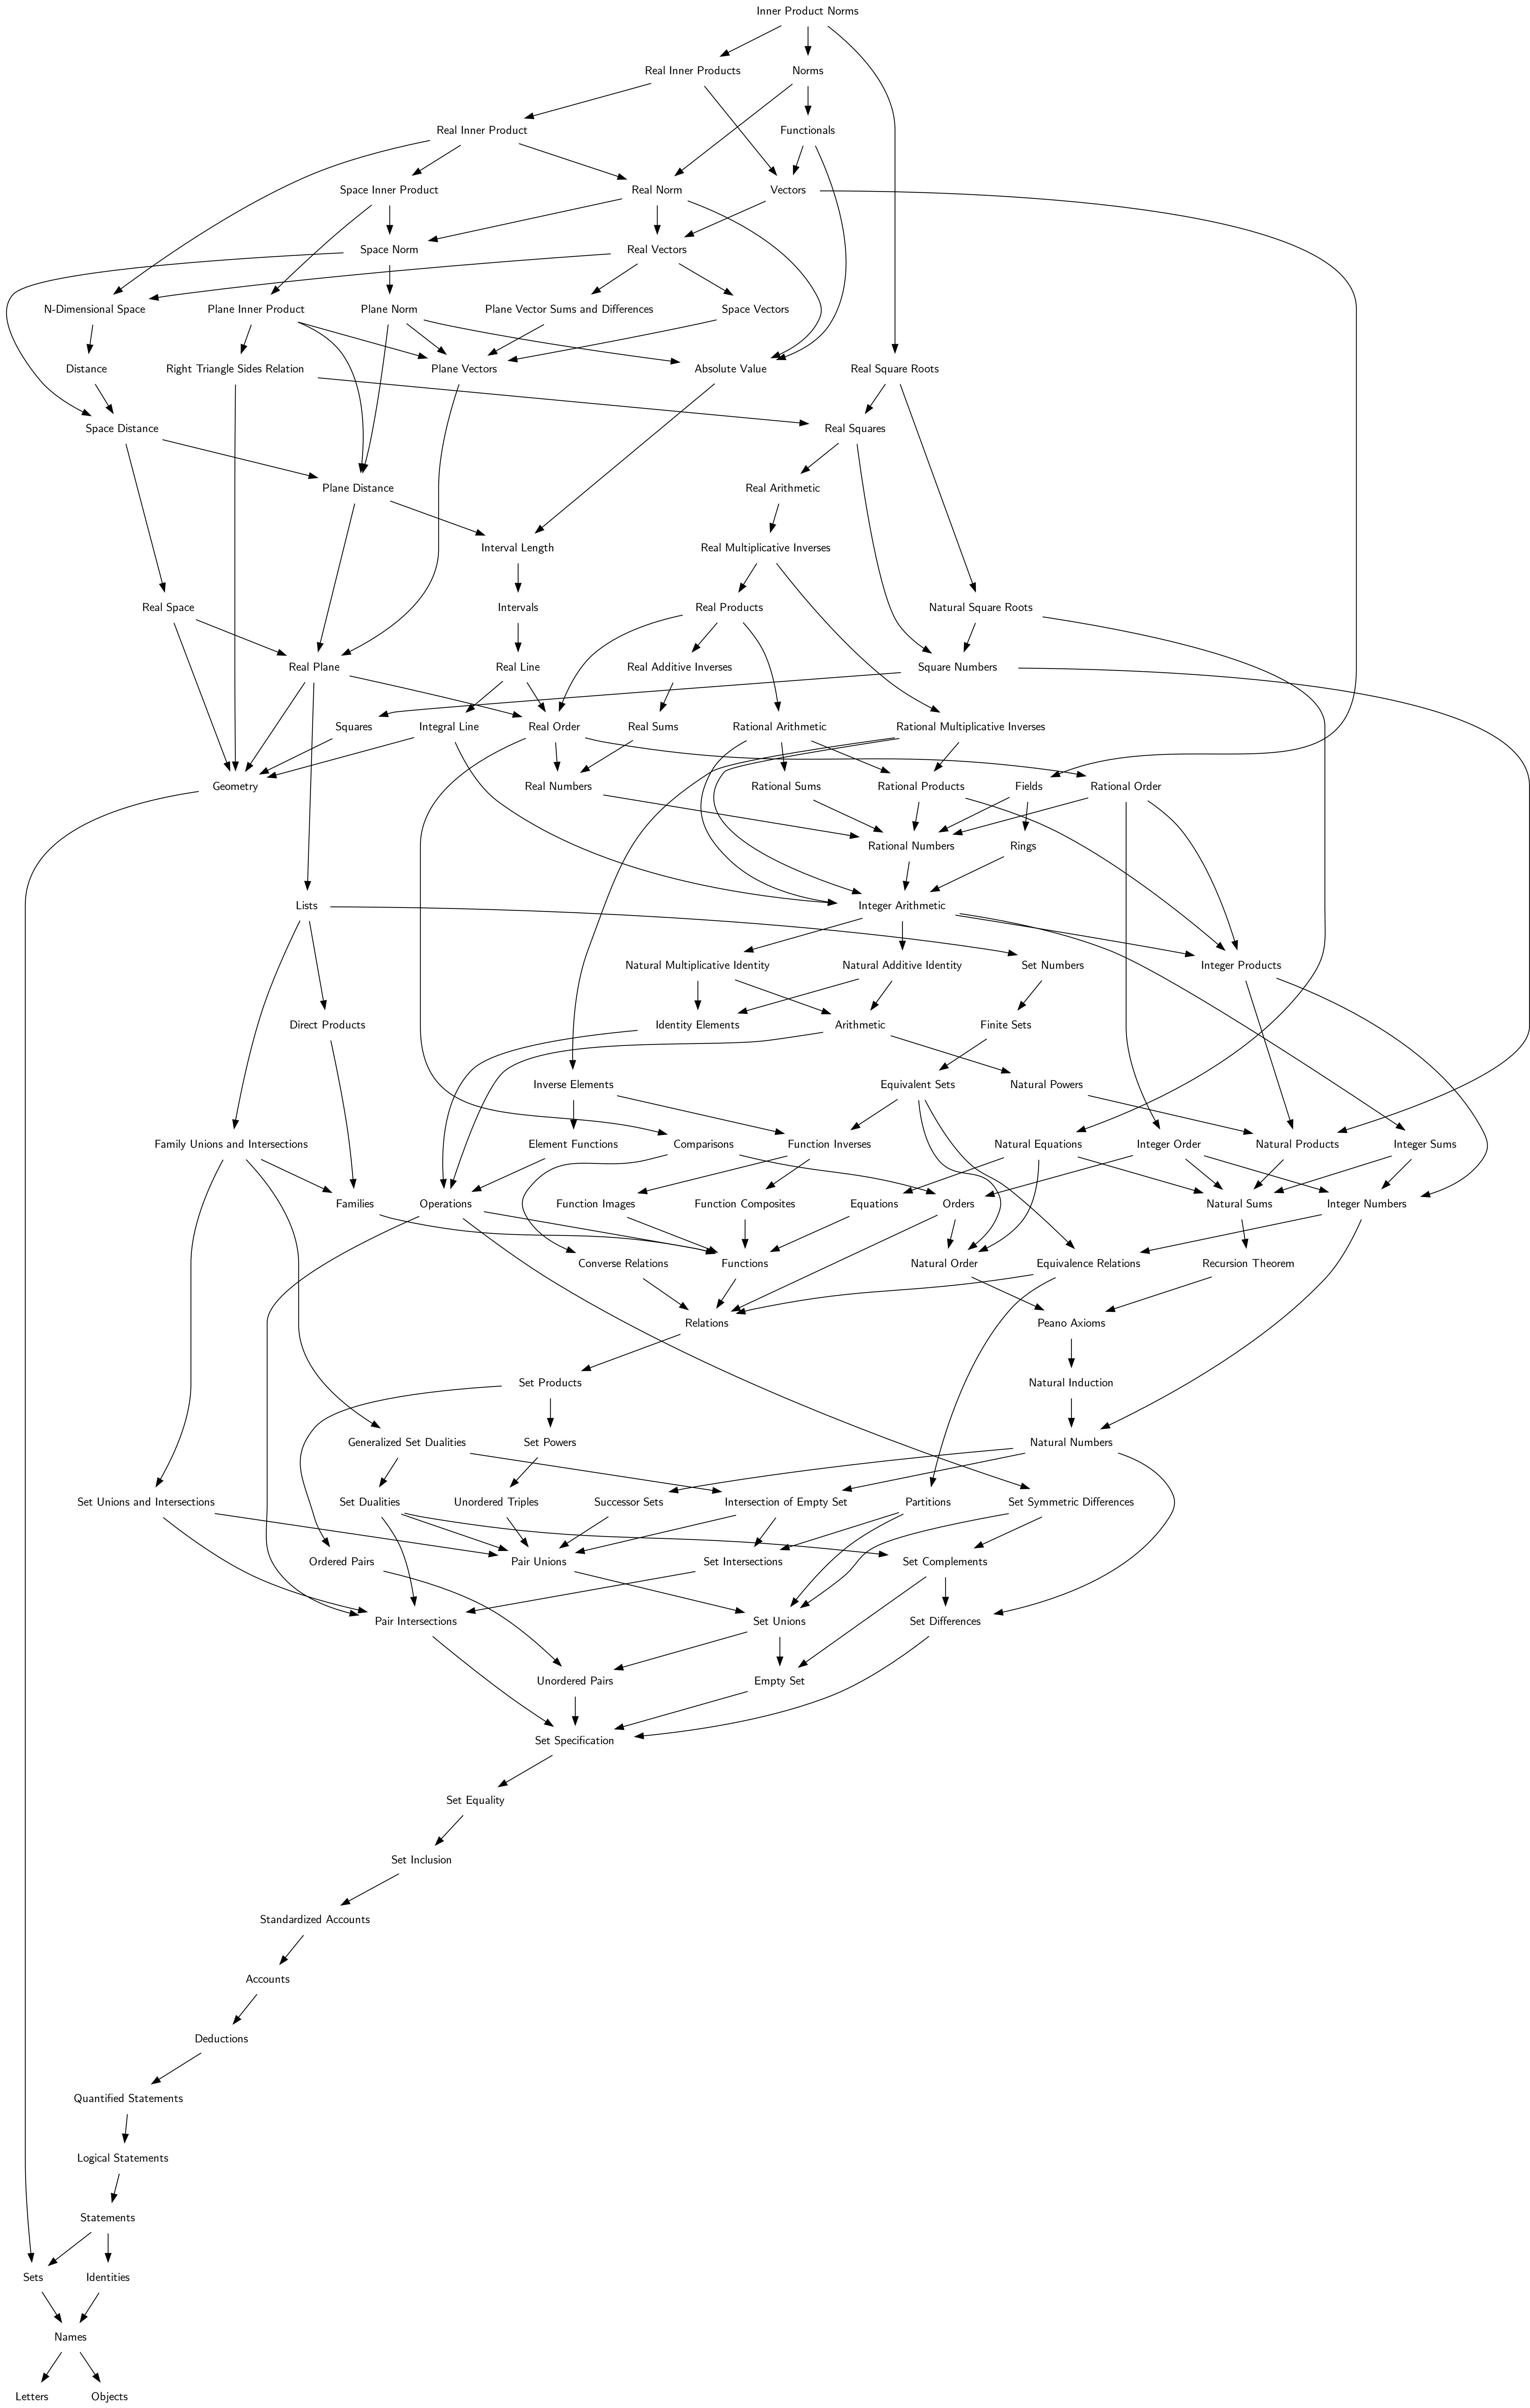 Inner Product Norms
Real Inner Products
Norms
Real Inner Product
Functionals
Space Inner Product
Real Norm
Vectors
Space Norm
Real Vectors
N-Dimensional Space
Plane Inner Product
Plane Norm
Plane Vector Sums and Differences
Space Vectors
Distance
Right Triangle Sides Relation
Plane Vectors
Absolute Value
Real Square Roots
Space Distance
Real Squares
Plane Distance
Real Arithmetic
Interval Length
Real Multiplicative Inverses
Real Space
Intervals
Real Products
Natural Square Roots
Real Plane
Real Line
Real Additive Inverses
Square Numbers
Squares
Integral Line
Real Order
Real Sums
Rational Arithmetic
Rational Multiplicative Inverses
Geometry
Real Numbers
Rational Sums
Rational Products
Fields
Rational Order
Rational Numbers
Rings
Lists
Integer Arithmetic
Natural Multiplicative Identity
Natural Additive Identity
Set Numbers
Integer Products
Direct Products
Identity Elements
Arithmetic
Finite Sets
Inverse Elements
Equivalent Sets
Natural Powers
Family Unions and Intersections
Element Functions
Comparisons
Function Inverses
Natural Equations
Integer Order
Natural Products
Integer Sums
Families
Operations
Function Images
Function Composites
Equations
Orders
Natural Sums
Integer Numbers
Converse Relations
Functions
Natural Order
Equivalence Relations
Recursion Theorem
Relations
Peano Axioms
Set Products
Natural Induction
Generalized Set Dualities
Set Powers
Natural Numbers
Set Unions and Intersections
Set Dualities
Unordered Triples
Successor Sets
Intersection of Empty Set
Partitions
Set Symmetric Differences
Ordered Pairs
Pair Unions
Set Intersections
Set Complements
Pair Intersections
Set Unions
Set Differences
Unordered Pairs
Empty Set
Set Specification
Set Equality
Set Inclusion
Standardized Accounts
Accounts
Deductions
Quantified Statements
Logical Statements
Statements
Sets
Identities
Names
Letters
Objects